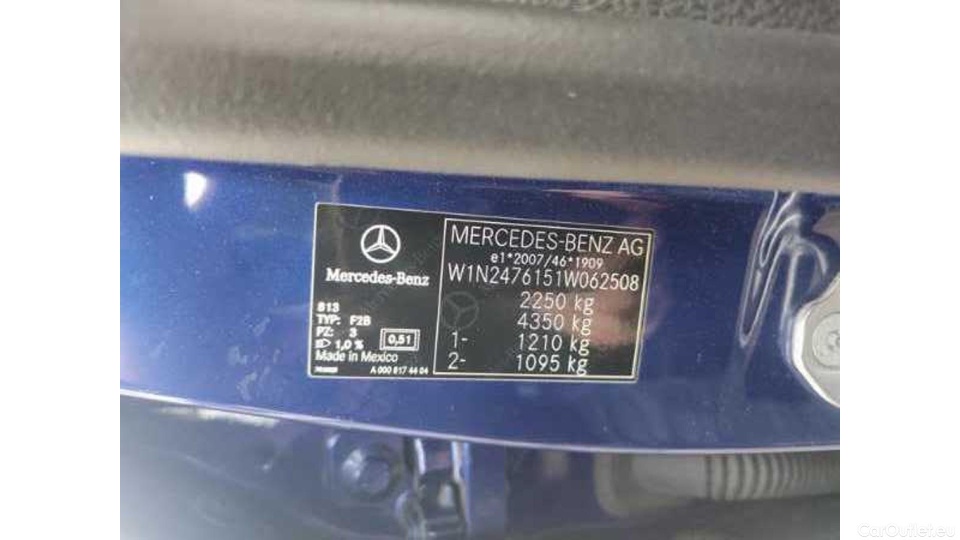 Mercedes-Benz
813
TYP: F2B
PZ: 3
1,0 %
0,51
Made in Mexico
A 000 817 44 04
MERCEDES-BENZ AG
e1*2007/46*1909
W1N2476151W062508
2250 kg
4350 kg
1- 1210 kg
2- 1095 kg
CarOutlet.eu